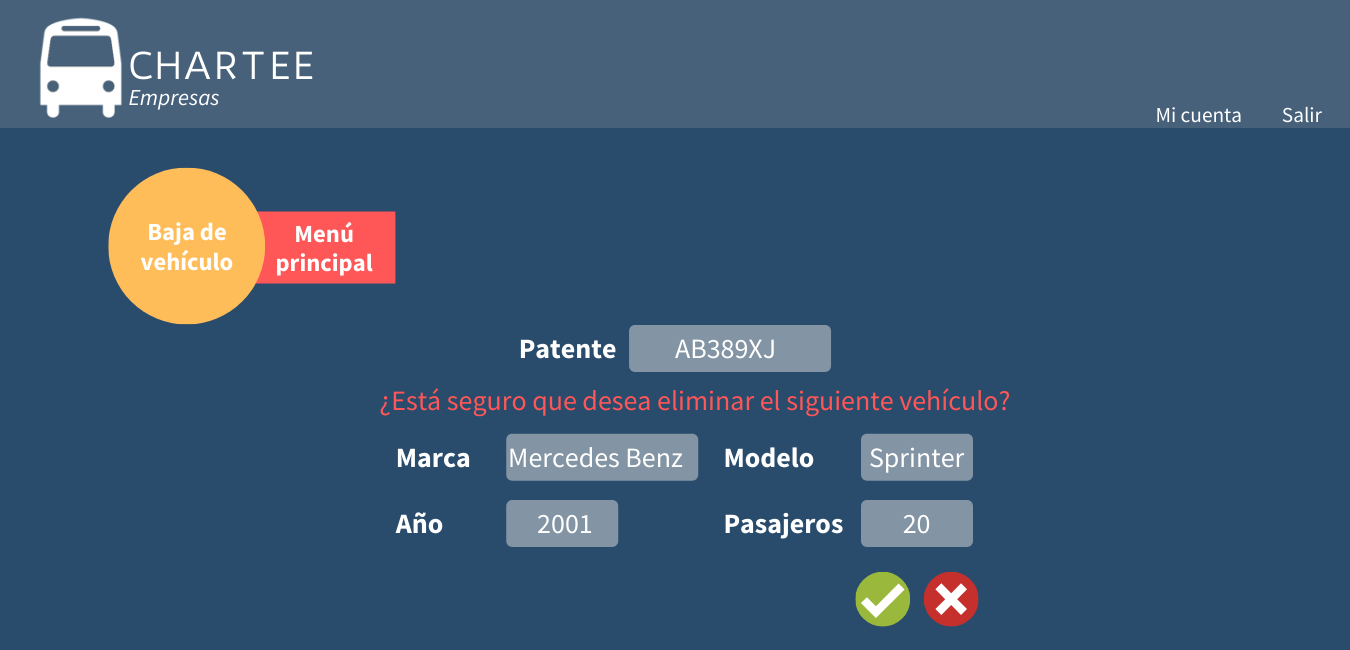 CHARTEE
Empresas
Mi cuenta Salir
Baja de
vehículo
Menú
principal
Patente AB389XJ
¿Está seguro que desea eliminar el siguiente vehículo?
Marca Mercedes Benz Modelo Sprinter
Año 2001 Pasajeros 20